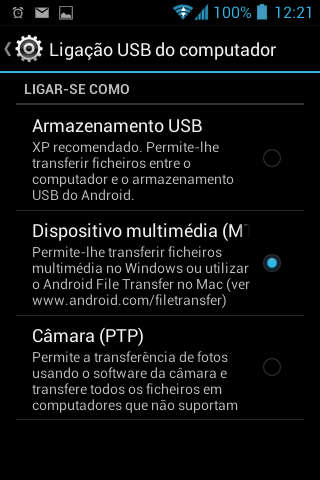 100% 12:21
Ligação USB do computador
LIGAR-SE COMO
Armazenamento USB
XP recomendado. Permite-lhe
transferir ficheiros entre o
computador e o armazenamento
USB do Android.
Dispositivo multimédia (MT
Permite-lhe transferir ficheiros
multimédia no Windows ou utilizar
o Android File Transfer no Mac (ver
www.android.com/filetransfer)
Câmara (PTP)
Permite a transferência de fotos
usando o software da câmara e
transfere todos os ficheiros em
computadores que não suportam